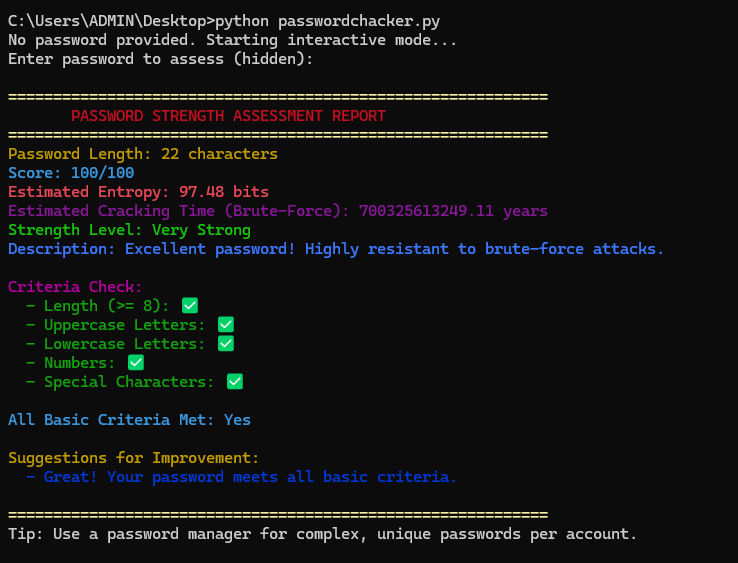 C:\Users\ADMIN\Desktop>python passwordchacker.py
No password provided. Starting interactive mode...
Enter password to assess (hidden):
============================================================
PASSWORD STRENGTH ASSESSMENT REPORT
============================================================
Password Length: 22 characters
Score: 100/100
Estimated Entropy: 97.48 bits
Estimated Cracking Time (Brute-Force): 700325613249.11 years
Strength Level: Very Strong
Description: Excellent password! Highly resistant to brute-force attacks.
Criteria Check:
- Length (>= 8): ✅
- Uppercase Letters: ✅
- Lowercase Letters: ✅
- Numbers: ✅
- Special Characters: ✅
All Basic Criteria Met: Yes
Suggestions for Improvement:
- Great! Your password meets all basic criteria.
============================================================
Tip: Use a password manager for complex, unique passwords per account.